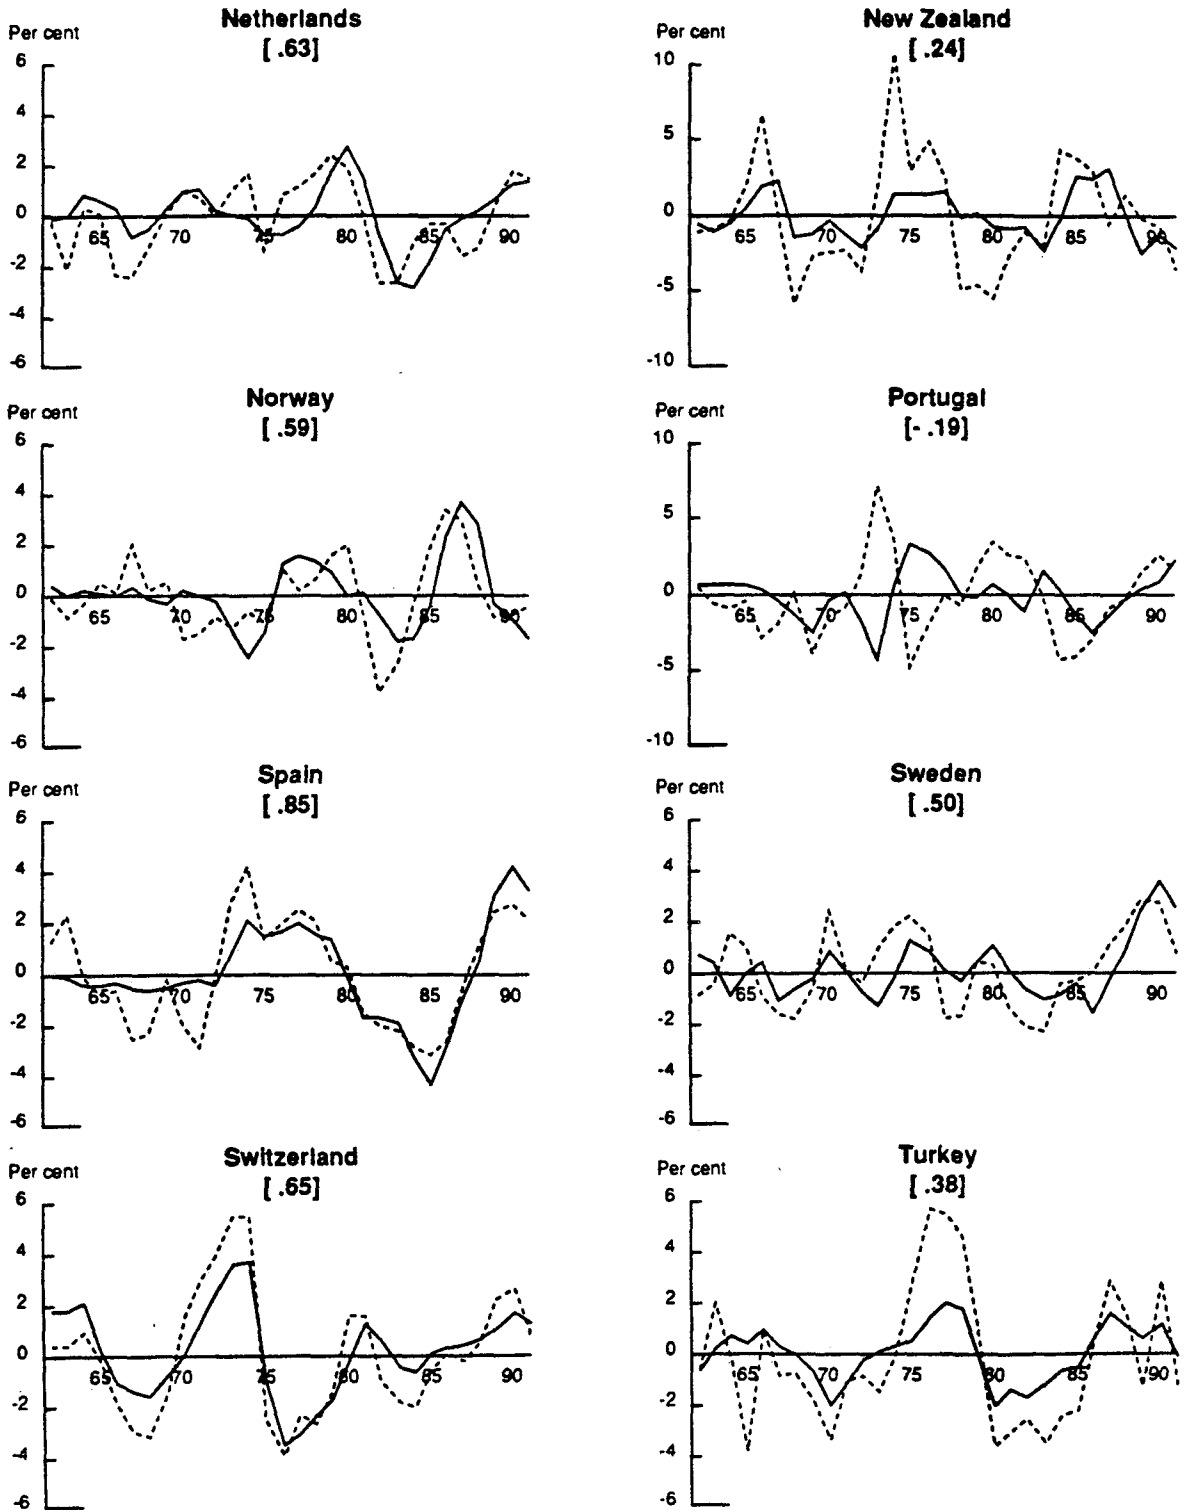 Netherlands
[ .63]
Per cent
6
4
2
0
-2
-4
-6
65 70 75 80 85 90
New Zealand
[ .24]
Per cent
10
5
0
-5
-10
65 70 75 80 85 90
Norway
[ .59]
Per cent
6
4
2
0
-2
-4
-6
65 70 75 80 85 90
Portugal
[- .19]
Per cent
10
5
0
-5
-10
65 70 75 80 85 90
Spain
[ .85]
Per cent
6
4
2
0
-2
-4
-6
65 70 75 80 85 90
Sweden
[ .50]
Per cent
6
4
2
0
-2
-4
-6
65 70 75 80 85 90
Switzerland
[ .65]
Per cent
6
4
2
0
-2
-4
-6
65 70 75 80 85 90
Turkey
[ .38]
Per cent
6
4
2
0
-2
-4
-6
65 70 75 80 85 90